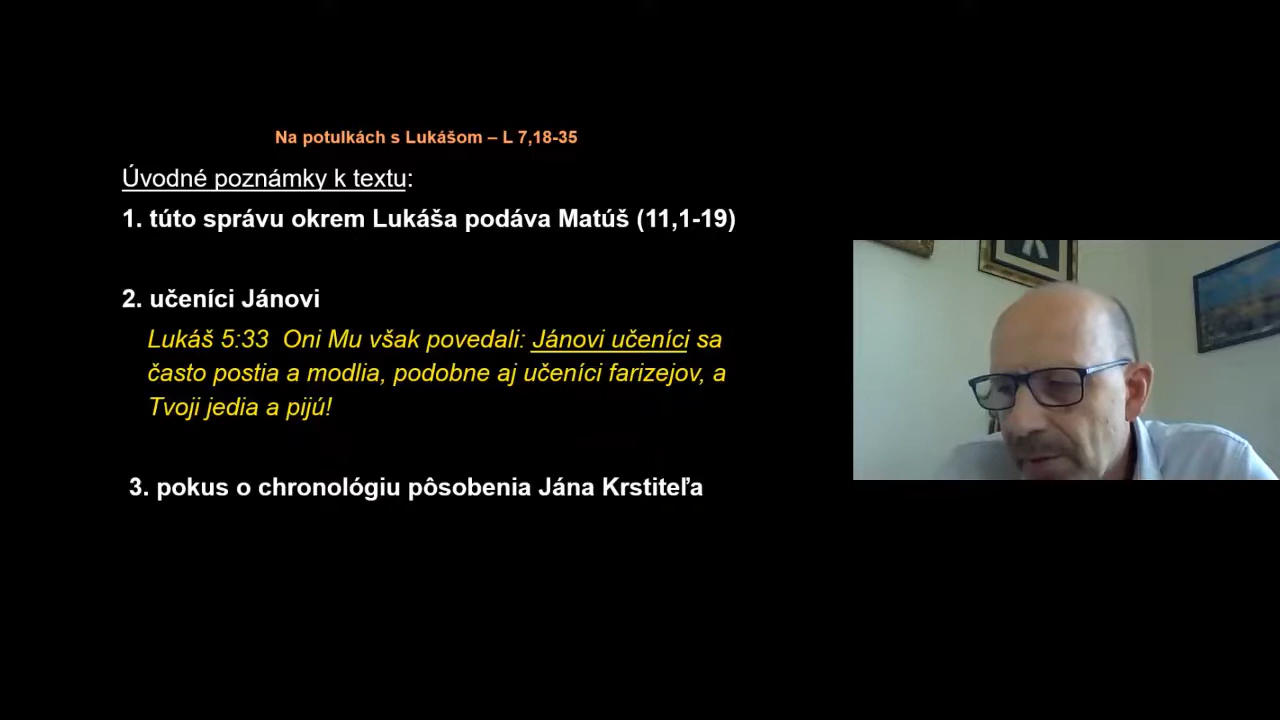 Na potulkách s Lukášom – L 7,18-35
Úvodné poznámky k textu:
1. túto správu okrem Lukáša podáva Matúš (11,1-19)
2. učeníci Jánovi
Lukáš 5:33  Oni Mu však povedali: Jánovi učeníci sa
často postia a modlia, podobne aj učeníci farizejov, a
Tvoji jedia a pijú!
3. pokus o chronológiu pôsobenia Jána Krstiteľa